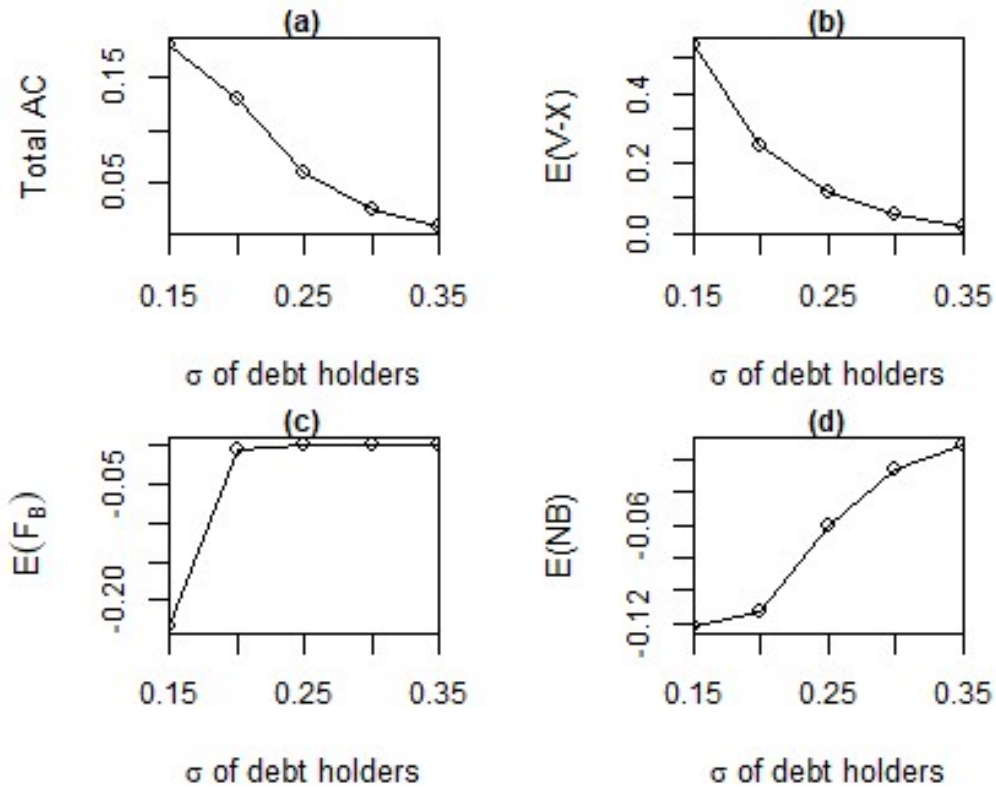 (a)
Total AC
0.05 0.15
0.15 0.25 0.35
σ of debt holders
(b)
E(V-X)
0.0 0.2 0.4
0.15 0.25 0.35
σ of debt holders
(c)
E(F_B)
-0.20 -0.05
0.15 0.25 0.35
σ of debt holders
(d)
E(NB)
-0.12 -0.06
0.15 0.25 0.35
σ of debt holders